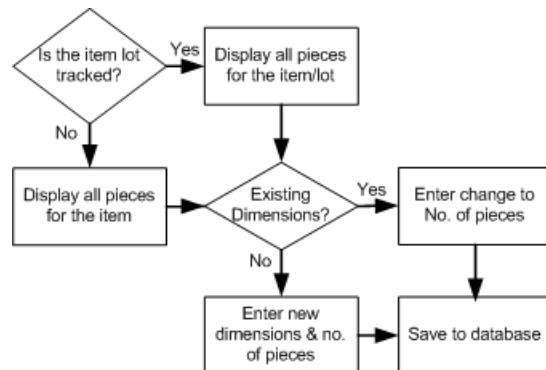 Is the item lot
tracked?
Yes
Display all pieces
for the item/lot
No
Display all pieces
for the item
Existing
Dimensions?
Yes
Enter change to
No. of pieces
No
Enter new
dimensions & no.
of pieces
Save to database